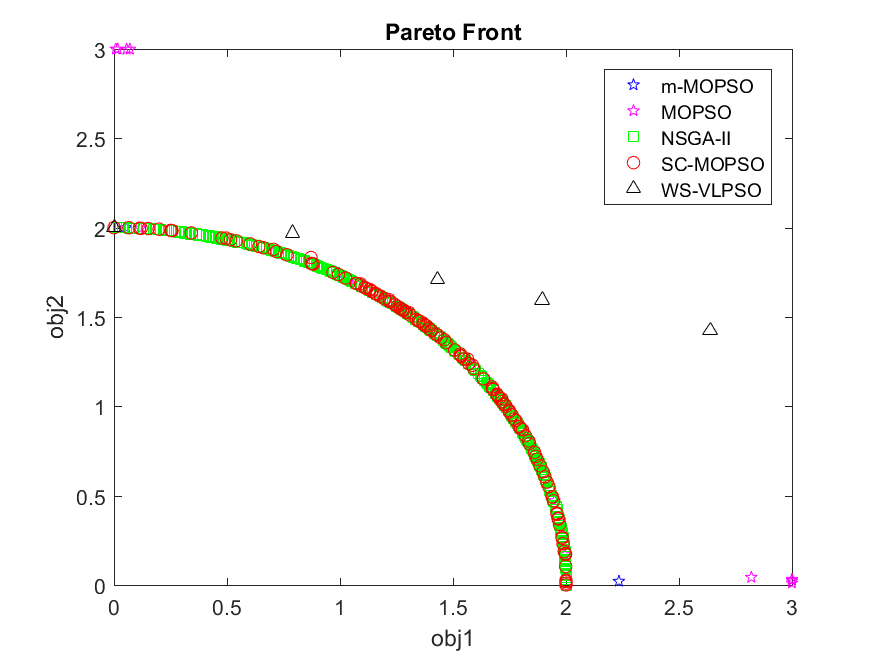 Pareto Front
m-MOPSO
MOPSO
NSGA-II
SC-MOPSO
WS-VLPSO
3
2.5
2
1.5
1
0.5
0
obj2
0
0.5
1
1.5
2
2.5
3
obj1